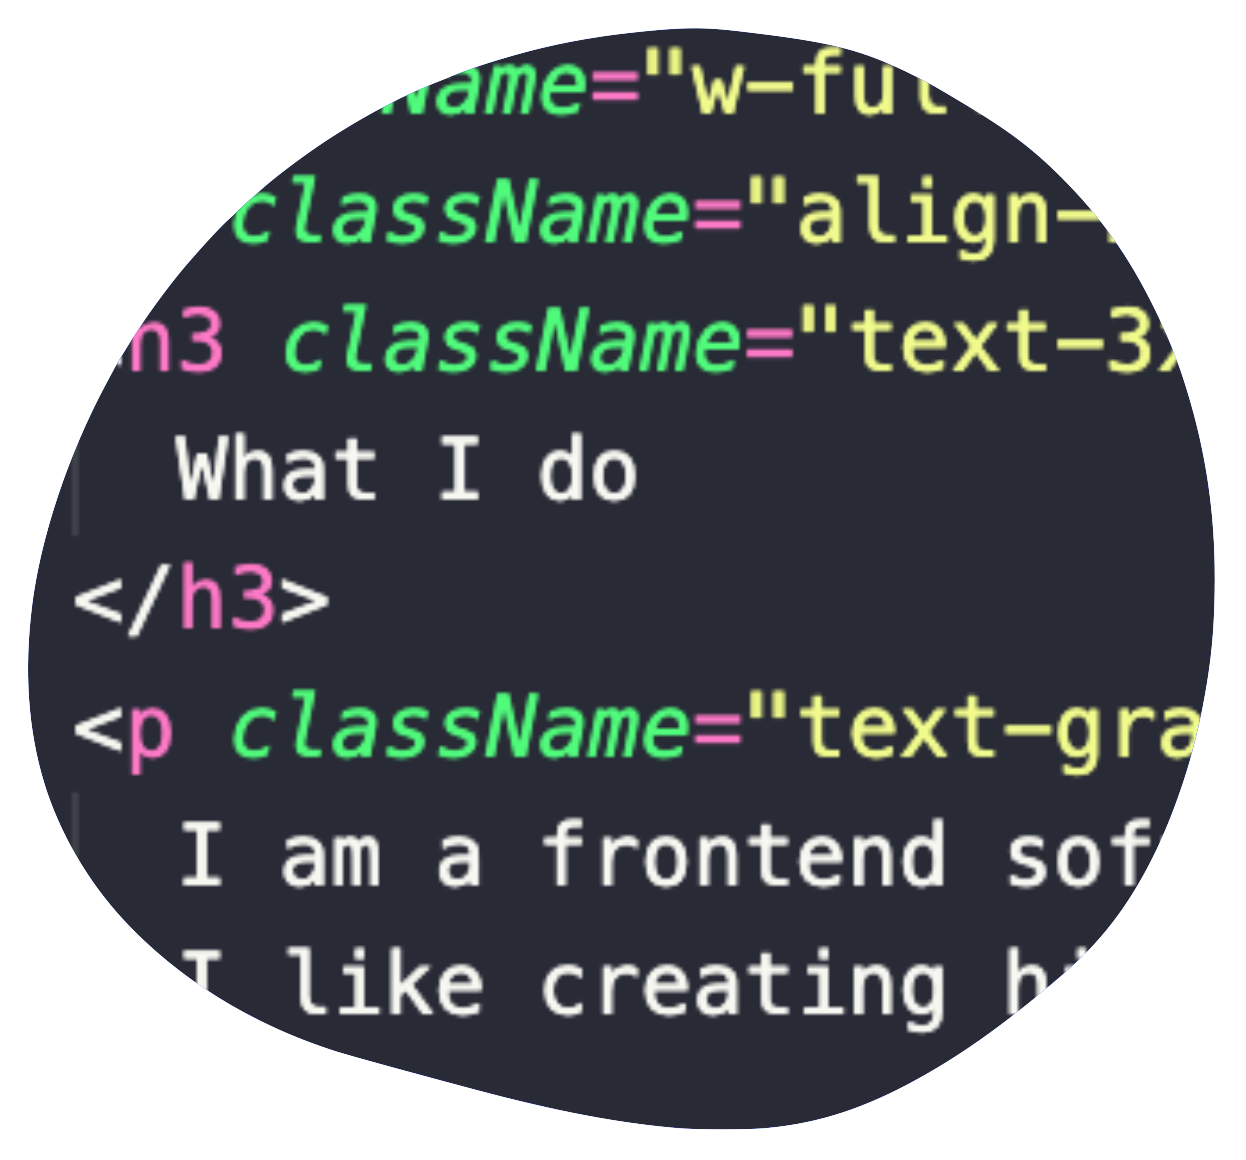 Name="w-ful
className="align-
h3 className="text-3x
What I do
</h3>
<p className="text-gra
I am a frontend sof
I like creating hi